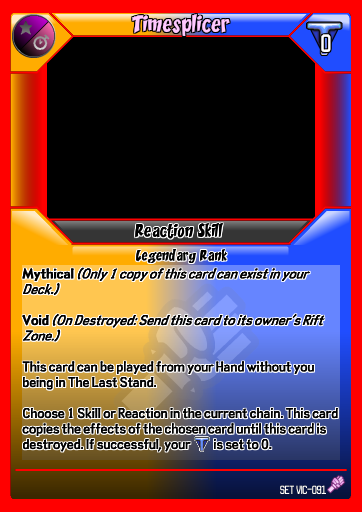 Timesplicer
0
Reaction Skill
Legendary Rank
Mythical (Only 1 copy of this card can exist in your
Deck.)
Void (On Destroyed: Send this card to its owner's Rift
Zone.)
This card can be played from your Hand without you
being in The Last Stand.
Choose 1 Skill or Reaction in the current chain. This card
copies the effects of the chosen card until this card is
destroyed. If successful, your is set to 0.
SET VIC-091